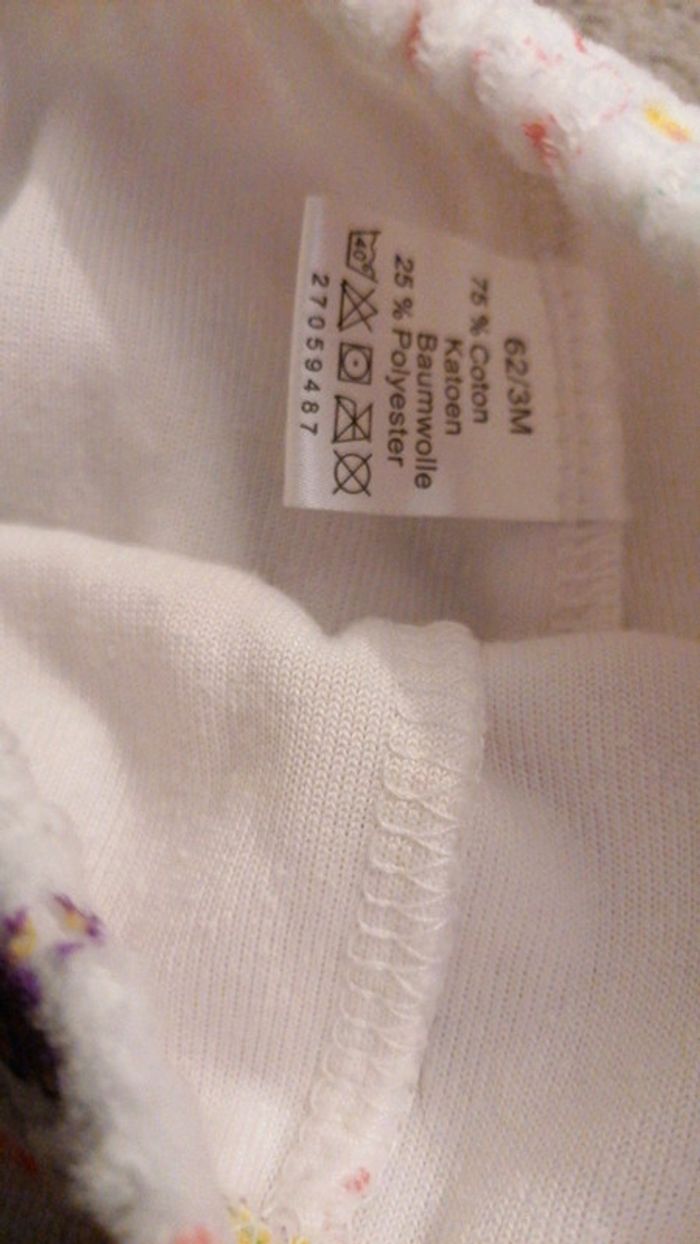 62/3M
75 % Coton
Katoen
Baumwolle
25 % Polyester
40°
27059487